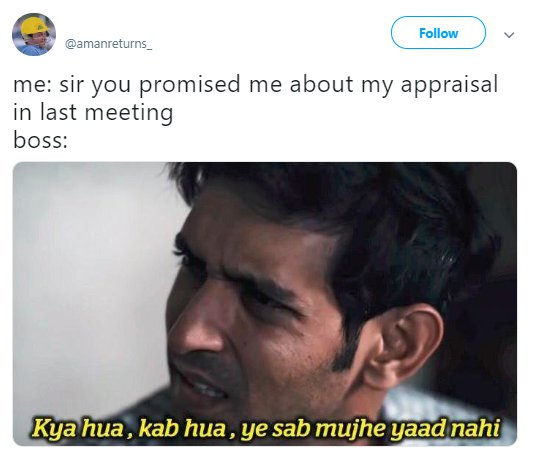 @amanreturns_
Follow
me: sir you promised me about my appraisal
in last meeting
boss:
Kya hua , kab hua , ye sab mujhe yaad nahi